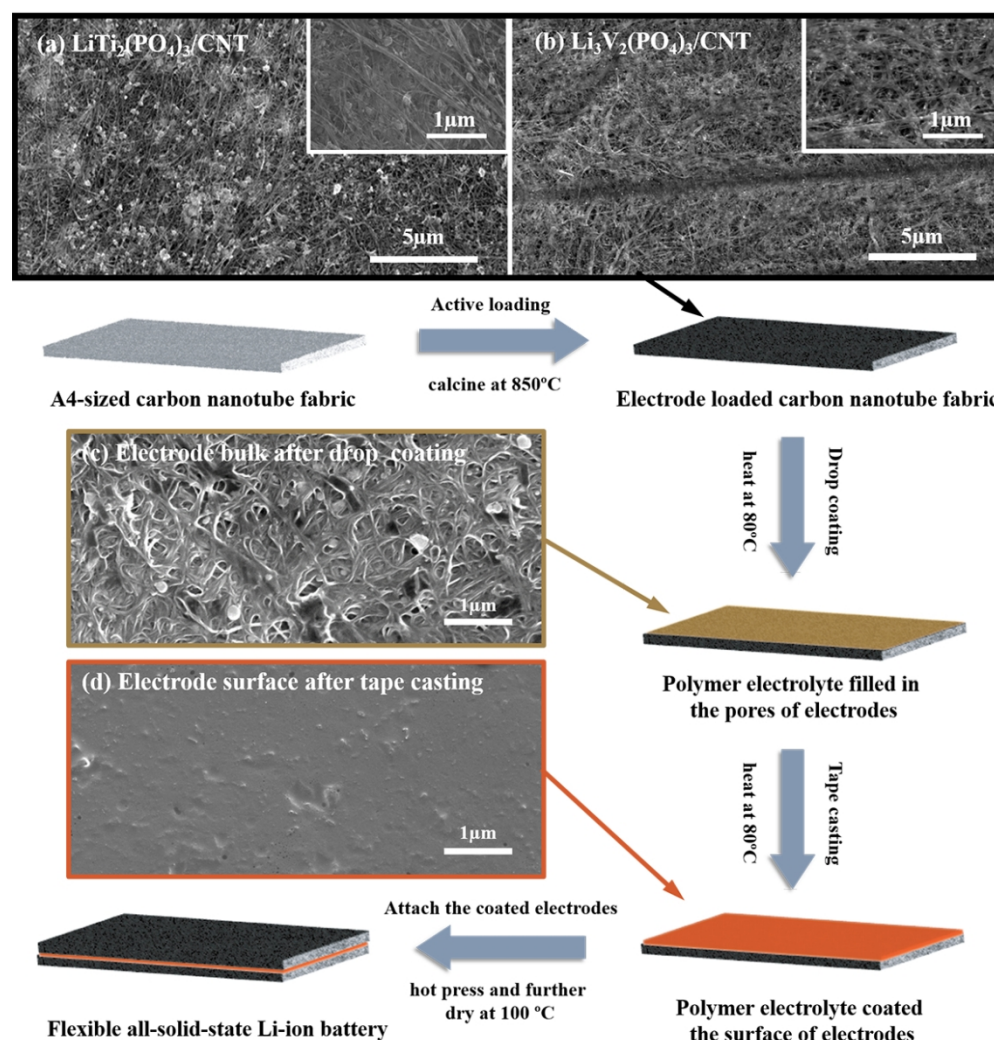 (a) LiTi₂(PO₄)₃/CNT
1μm
5μm
(b) Li₃V₂(PO₄)₃/CNT
1μm
5μm
Active loading
calcine at 850ºC
A4-sized carbon nanotube fabric
Electrode loaded carbon nanotube fabric
(c) Electrode bulk after drop coating
1μm
Drop coating
heat at 80ºC
Polymer electrolyte filled in
the pores of electrodes
(d) Electrode surface after tape casting
1μm
Tape casting
heat at 80ºC
Attach the coated electrodes
hot press and further
dry at 100 ºC
Polymer electrolyte coated
the surface of electrodes
Flexible all-solid-state Li-ion battery